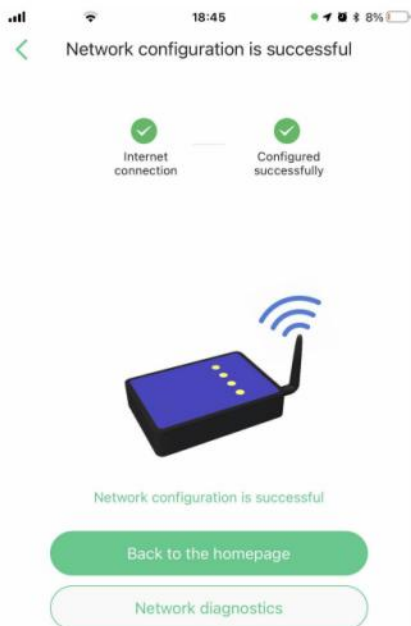 18:45
8%
Network configuration is successful
Internet
connection
Configured
successfully
Network configuration is successful
Back to the homepage
Network diagnostics